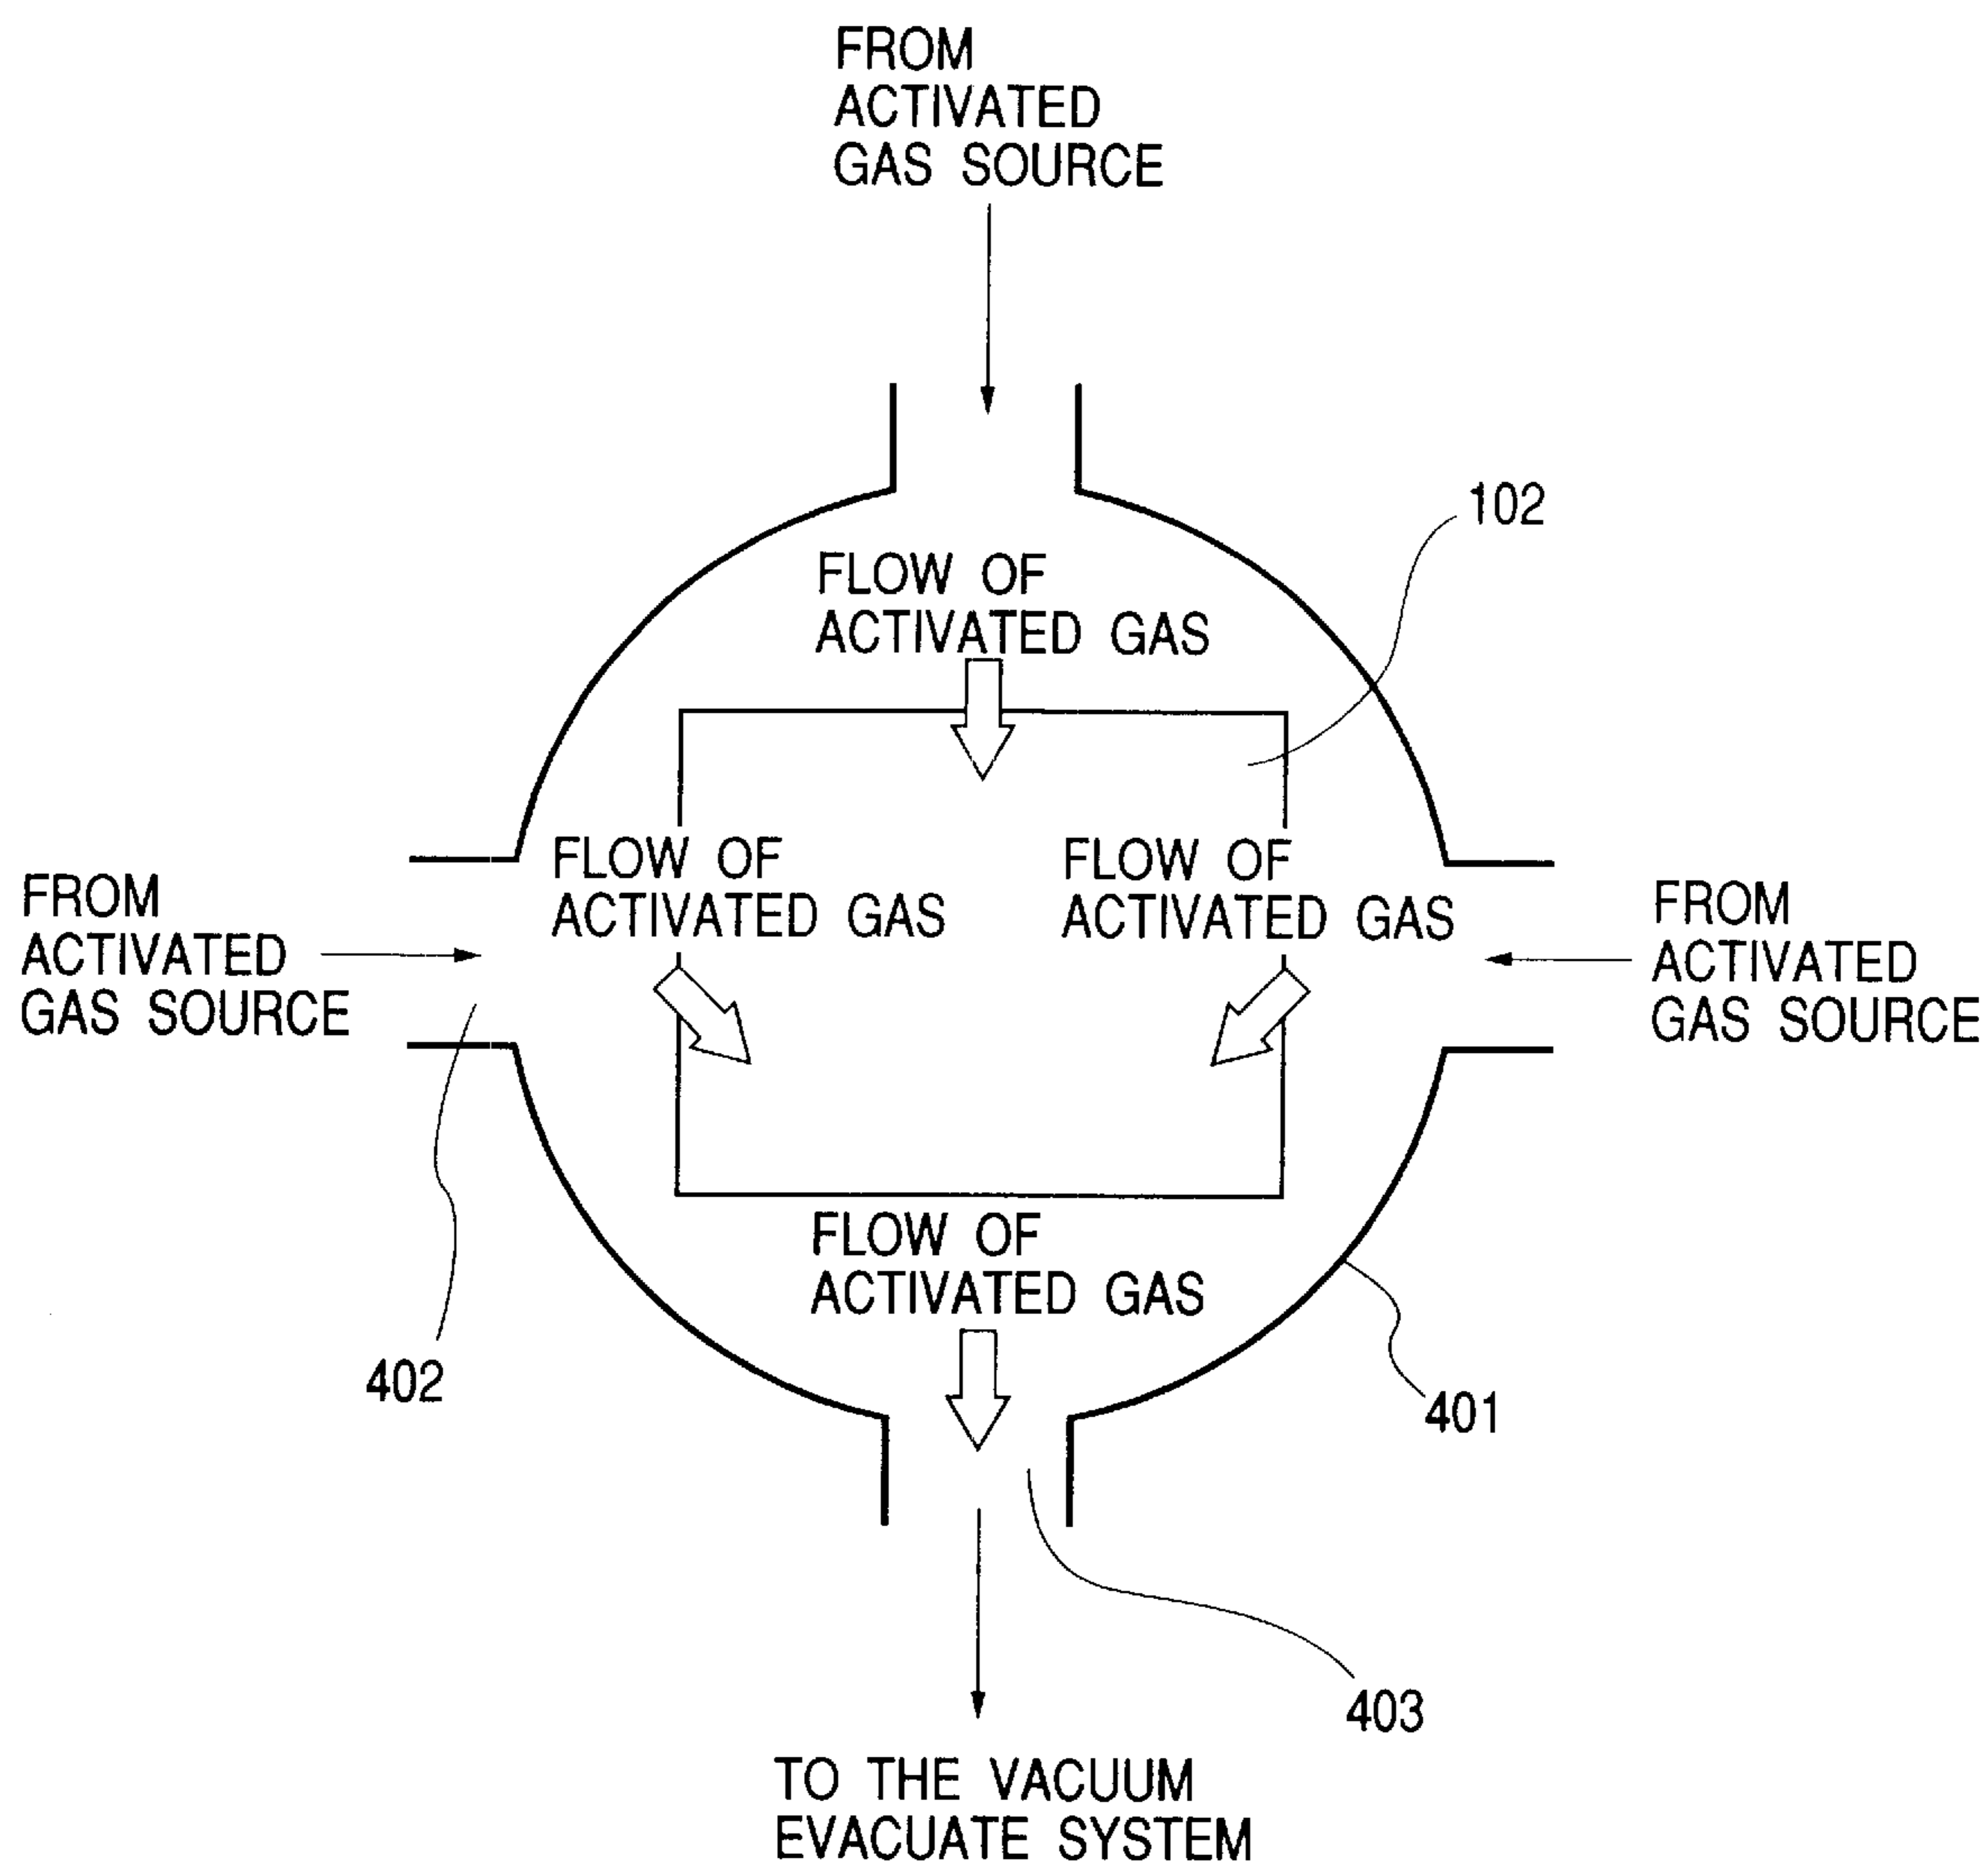 FROM
ACTIVATED
GAS SOURCE
102
FLOW OF
ACTIVATED GAS
FROM
ACTIVATED
GAS SOURCE
FLOW OF
ACTIVATED GAS
FLOW OF
ACTIVATED GAS
FROM
ACTIVATED
GAS SOURCE
FLOW OF
ACTIVATED GAS
402
401
403
TO THE VACUUM
EVACUATE SYSTEM